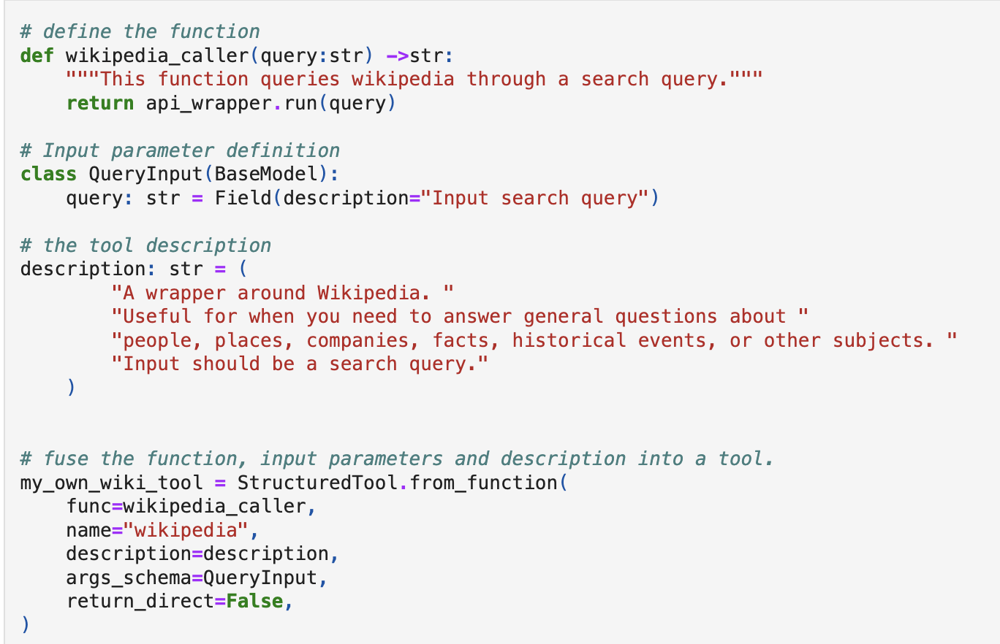 # define the function
def wikipedia_caller(query:str) ->str:
    """This function queries wikipedia through a search query."""
    return api_wrapper.run(query)

# Input parameter definition
class QueryInput(BaseModel):
    query: str = Field(description="Input search query")

# the tool description
description: str = (
        "A wrapper around Wikipedia. "
        "Useful for when you need to answer general questions about "
        "people, places, companies, facts, historical events, or other subjects. "
        "Input should be a search query."
    )


# fuse the function, input parameters and description into a tool.
my_own_wiki_tool = StructuredTool.from_function(
    func=wikipedia_caller,
    name="wikipedia",
    description=description,
    args_schema=QueryInput,
    return_direct=False,
)